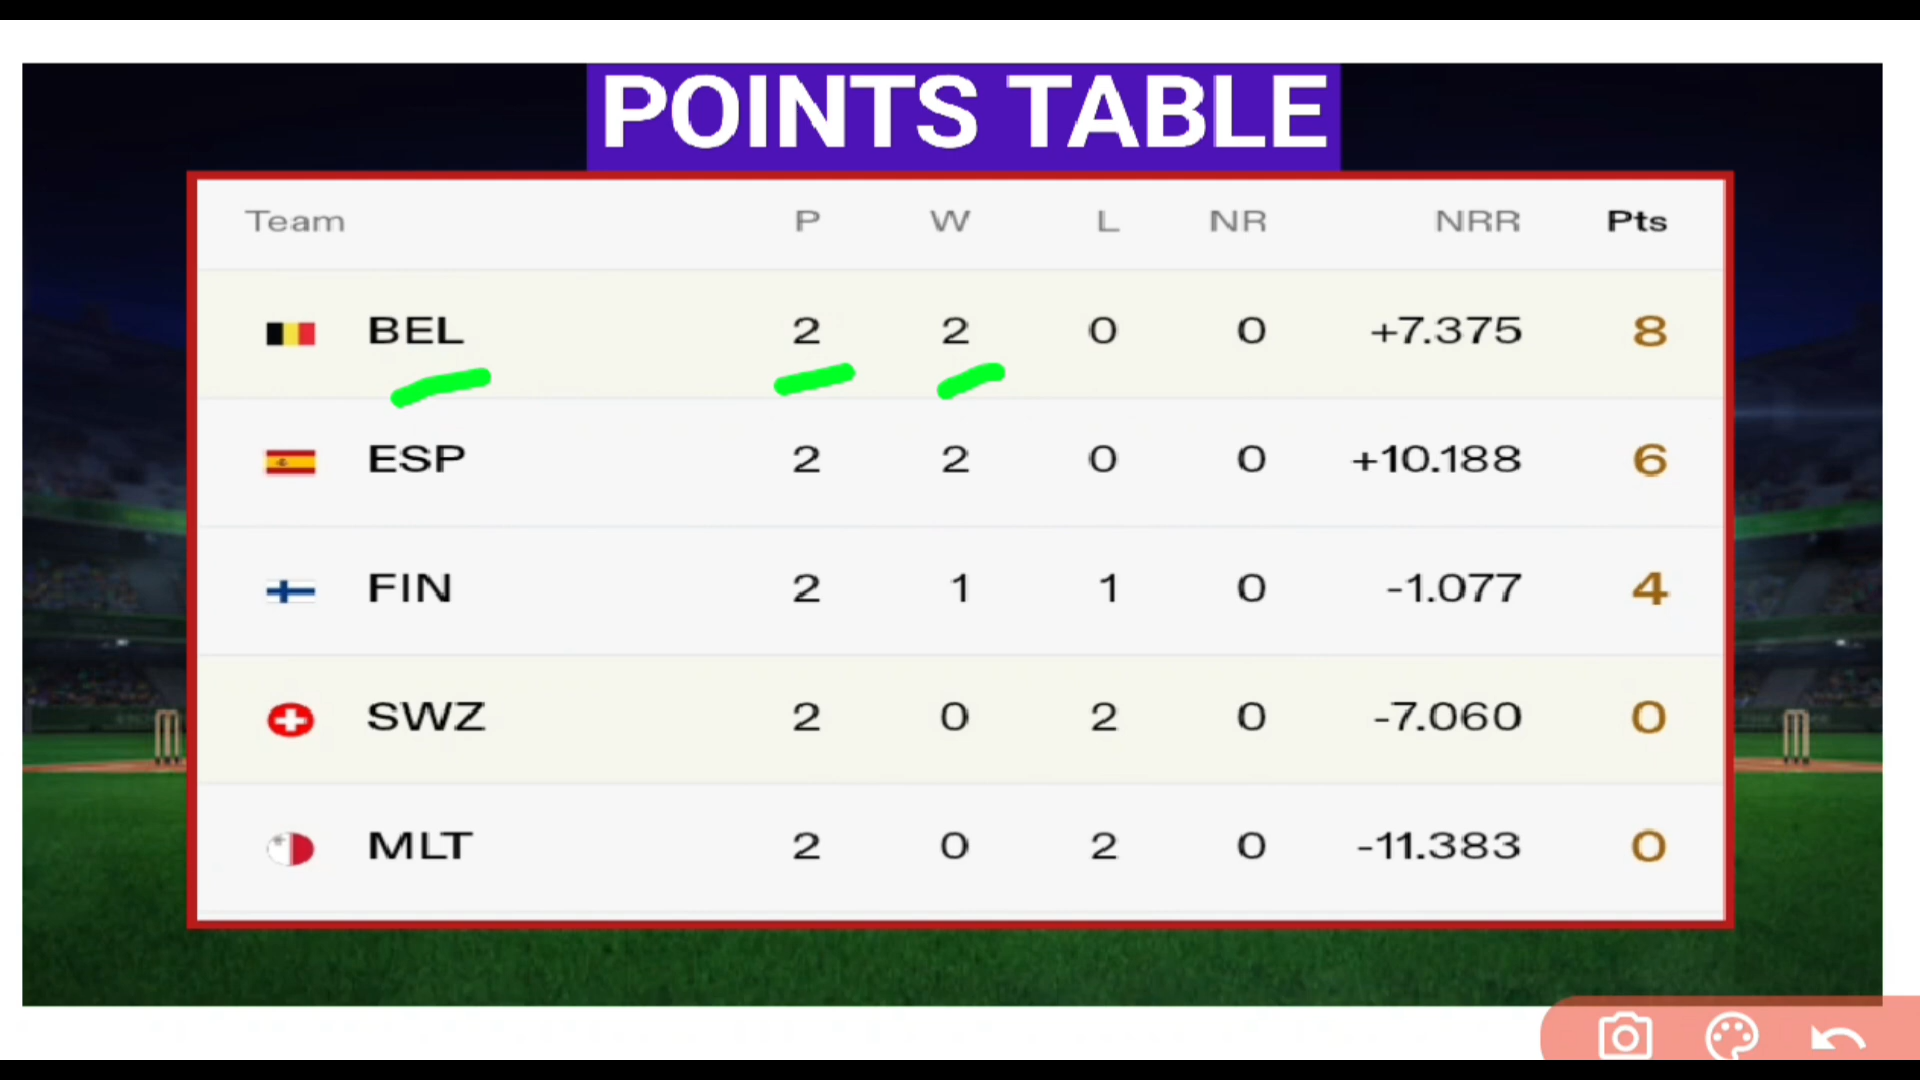 POINTS TABLE
Team P W L NR NRR Pts
BEL 2 2 0 0 +7.375 8
ESP 2 2 0 0 +10.188 6
FIN 2 1 1 0 -1.077 4
SWZ 2 0 2 0 -7.060 0
MLT 2 0 2 0 -11.383 0